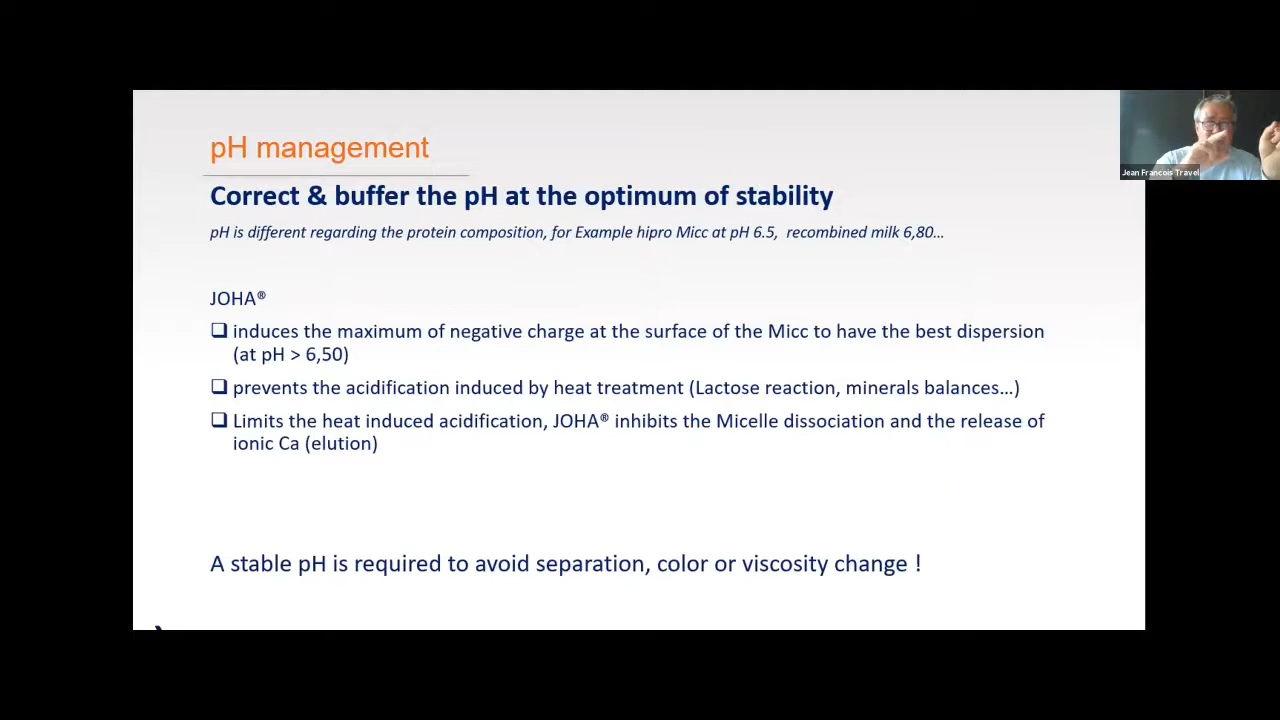 pH management
Correct & buffer the pH at the optimum of stability
pH is different regarding the protein composition, for Example hipro Micc at pH 6.5,  recombined milk 6,80…
JOHA®
induces the maximum of negative charge at the surface of the Micc to have the best dispersion
(at pH > 6,50)
prevents the acidification induced by heat treatment (Lactose reaction, minerals balances…)
Limits the heat induced acidification, JOHA® inhibits the Micelle dissociation and the release of
ionic Ca (elution)
A stable pH is required to avoid separation, color or viscosity change !
Jean Francois Travel